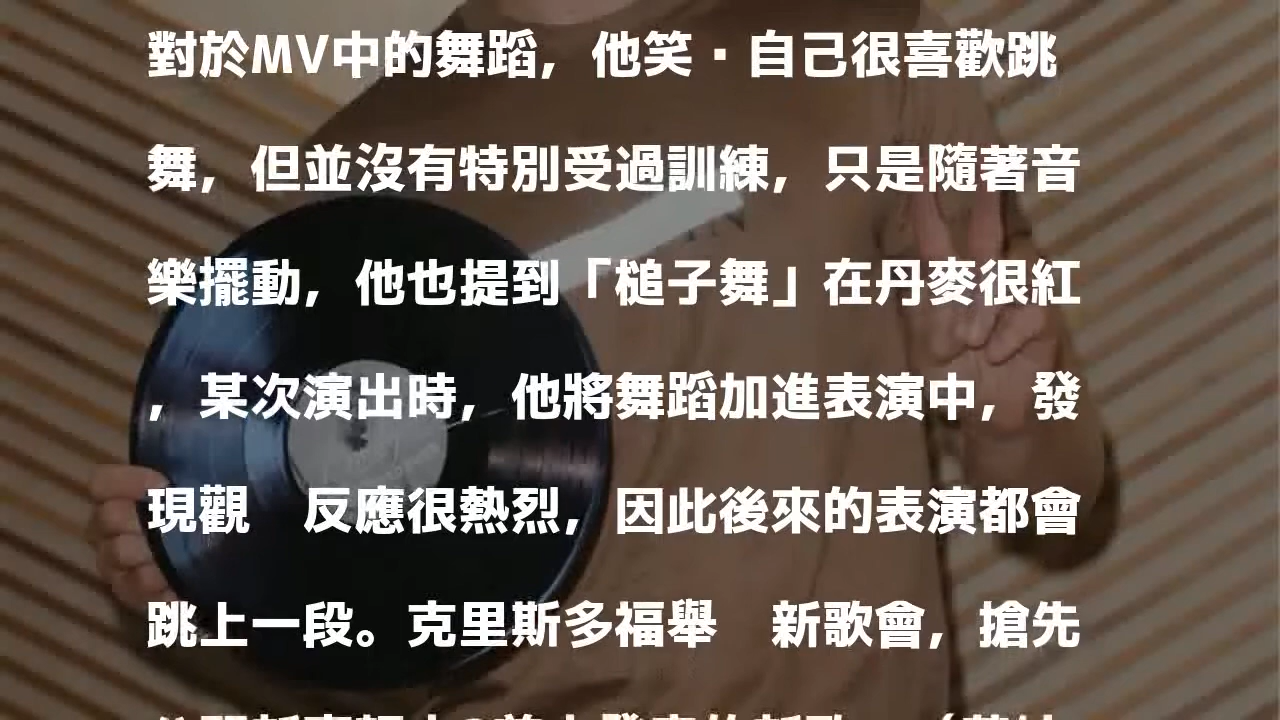 對於MV中的舞蹈，他笑·自己很喜歡跳
舞，但並沒有特別受過訓練，只是隨著音
樂擺動，他也提到「槌子舞」在丹麥很紅
，某次演出時，他將舞蹈加進表演中，發
現觀　反應很熱烈，因此後來的表演都會
跳上一段。克里斯多福舉　新歌會，搶先